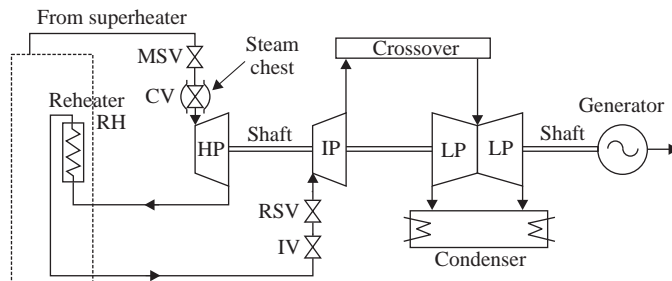 From superheater
MSV
Steam
chest
Crossover
CV
Reheater
RH
Generator
HP
Shaft
IP
LP
LP
Shaft
RSV
IV
Condenser